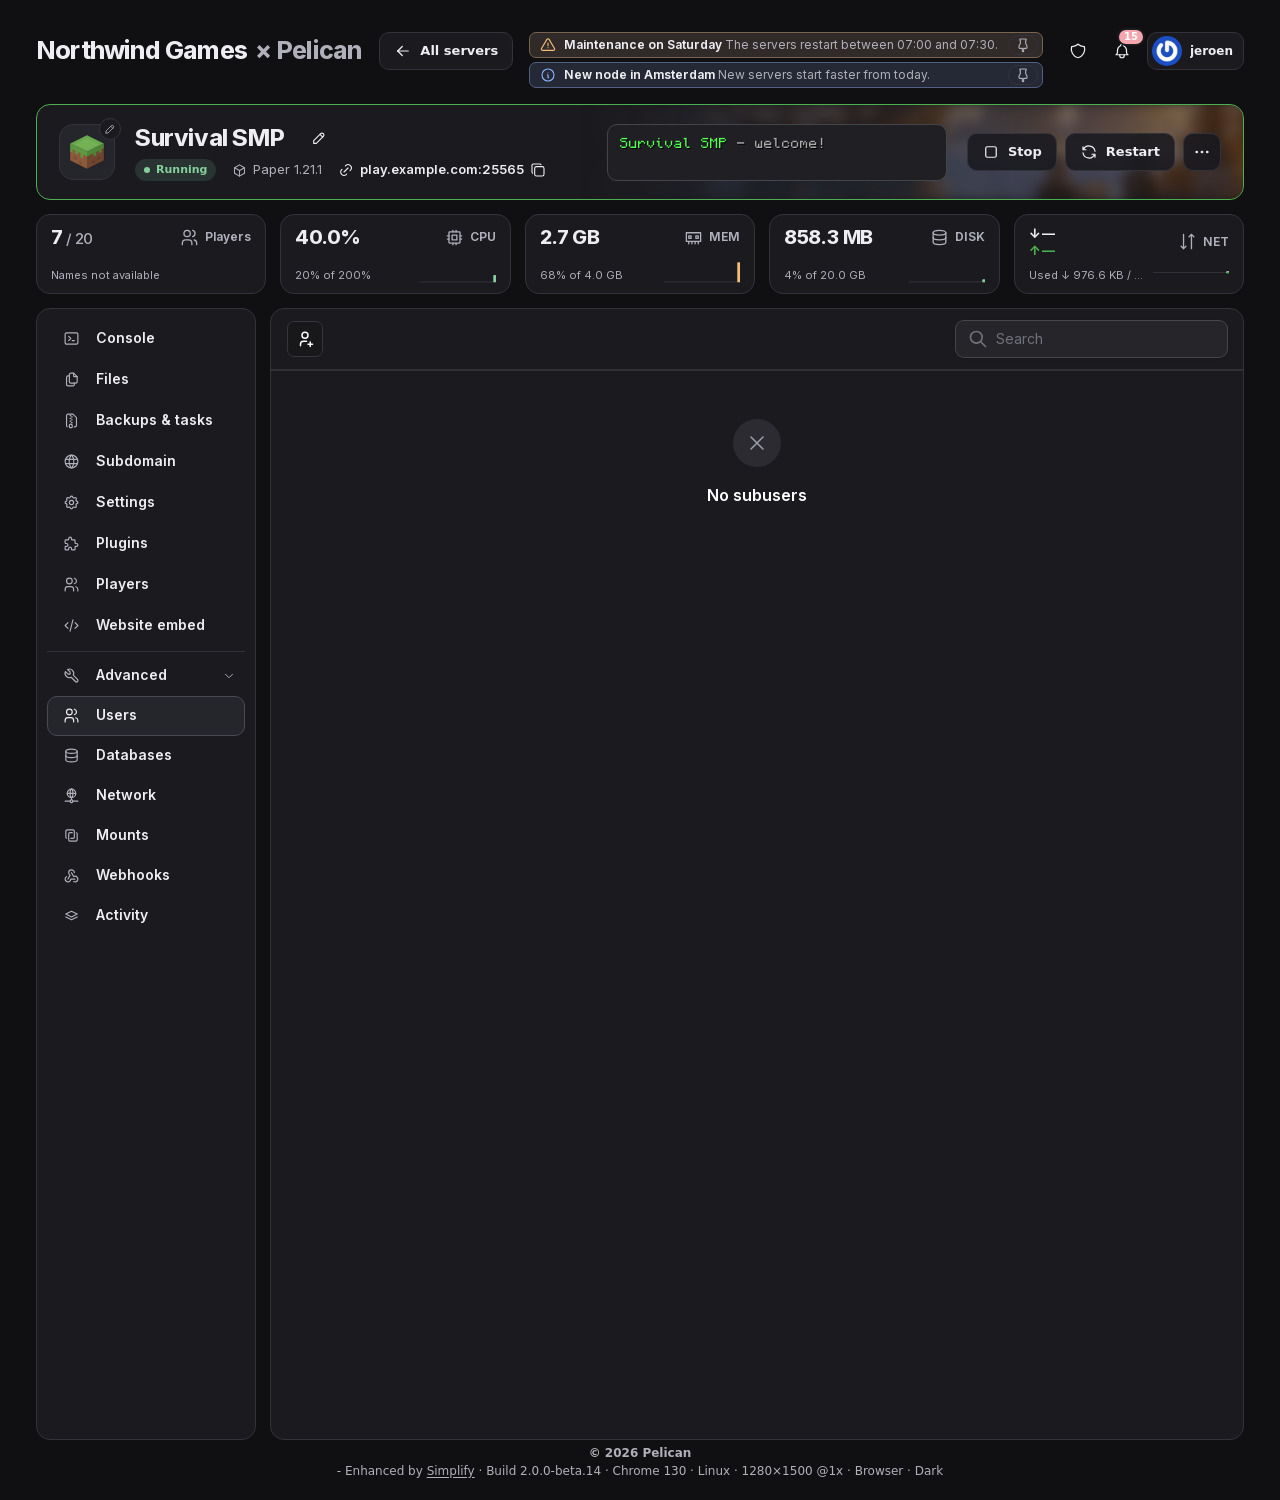 Northwind Games × Pelican
All servers
Maintenance on Saturday The servers restart between 07:00 and 07:30.
New node in Amsterdam New servers start faster from today.
15
jeroen
Survival SMP
Running
Paper 1.21.1
play.example.com:25565
Survival SMP - welcome!
Stop
Restart
7 / 20
Players
Names not available
40.0%
CPU
20% of 200%
2.7 GB
MEM
68% of 4.0 GB
858.3 MB
DISK
4% of 20.0 GB
↓—
↑—
NET
Used ↓ 976.6 KB / ...
Console
Files
Backups & tasks
Subdomain
Settings
Plugins
Players
Website embed
Advanced
Users
Databases
Network
Mounts
Webhooks
Activity
Search
No subusers
© 2026 Pelican
- Enhanced by Simplify · Build 2.0.0-beta.14 · Chrome 130 · Linux · 1280×1500 @1x · Browser · Dark